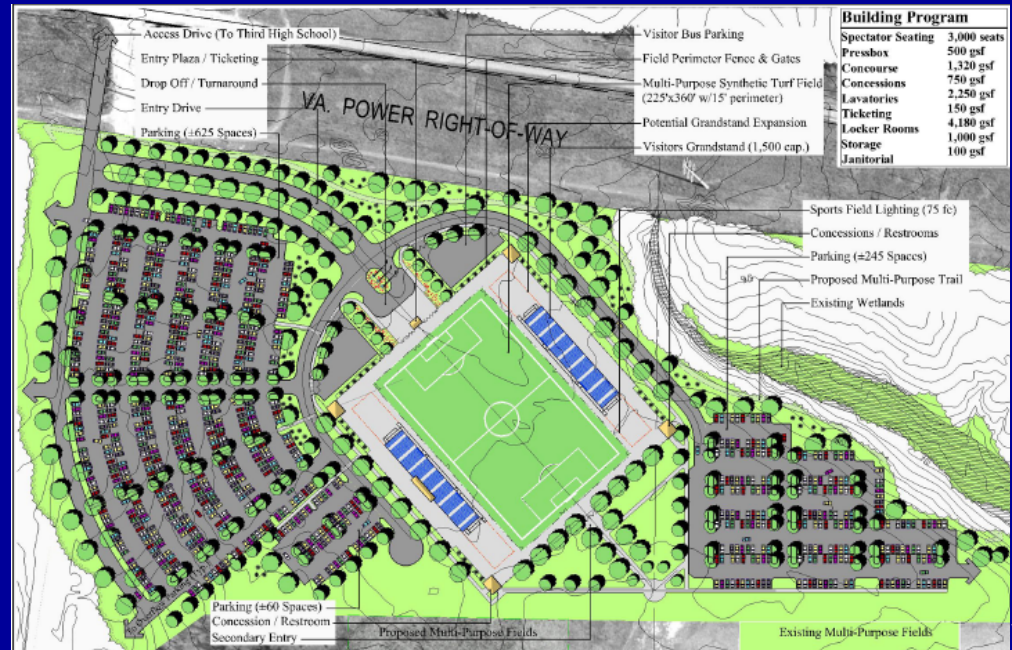 Access Drive (To Third High School)
Entry Plaza / Ticketing
Drop Off / Turnaround
Entry Drive
Parking (±625 Spaces)
VA. POWER RIGHT-OF-WAY
Visitor Bus Parking
Field Perimeter Fence & Gates
Multi-Purpose Synthetic Turf Field
(225'x360' w/15' perimeter)
Potential Grandstand Expansion
Visitors Grandstand (1,500 cap.)
Building Program
Spectator Seating 3,000 seats
Pressbox 500 gsf
Concourse 1,320 gsf
Concessions 750 gsf
Lavatories 2,250 gsf
Ticketing 150 gsf
Locker Rooms 4,180 gsf
Storage 1,000 gsf
Janitorial 100 gsf
Sports Field Lighting (75 fc)
Concessions / Restrooms
Parking (±245 Spaces)
Proposed Multi-Purpose Trail
Existing Wetlands
Parking (±60 Spaces)
Concession / Restroom
Secondary Entry
Proposed Multi-Purpose Fields
Existing Multi-Purpose Fields